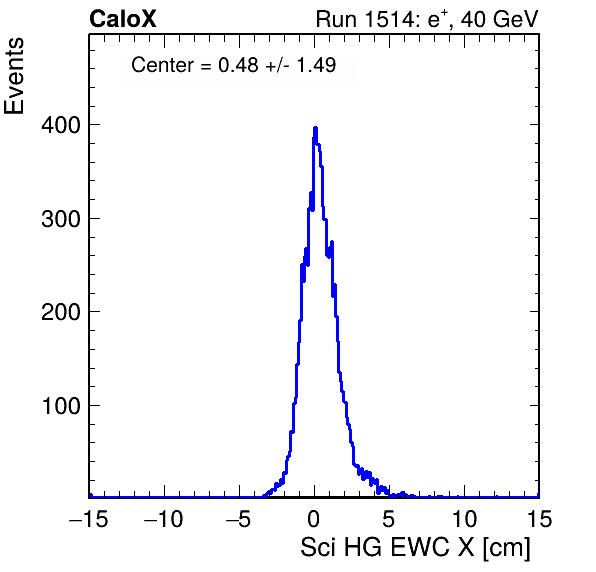 CaloX Run 1514: e⁺, 40 GeV
Center = 0.48 +/- 1.49
Events
400
300
200
100
−15 −10 −5 0 5 10 15
Sci HG EWC X [cm]